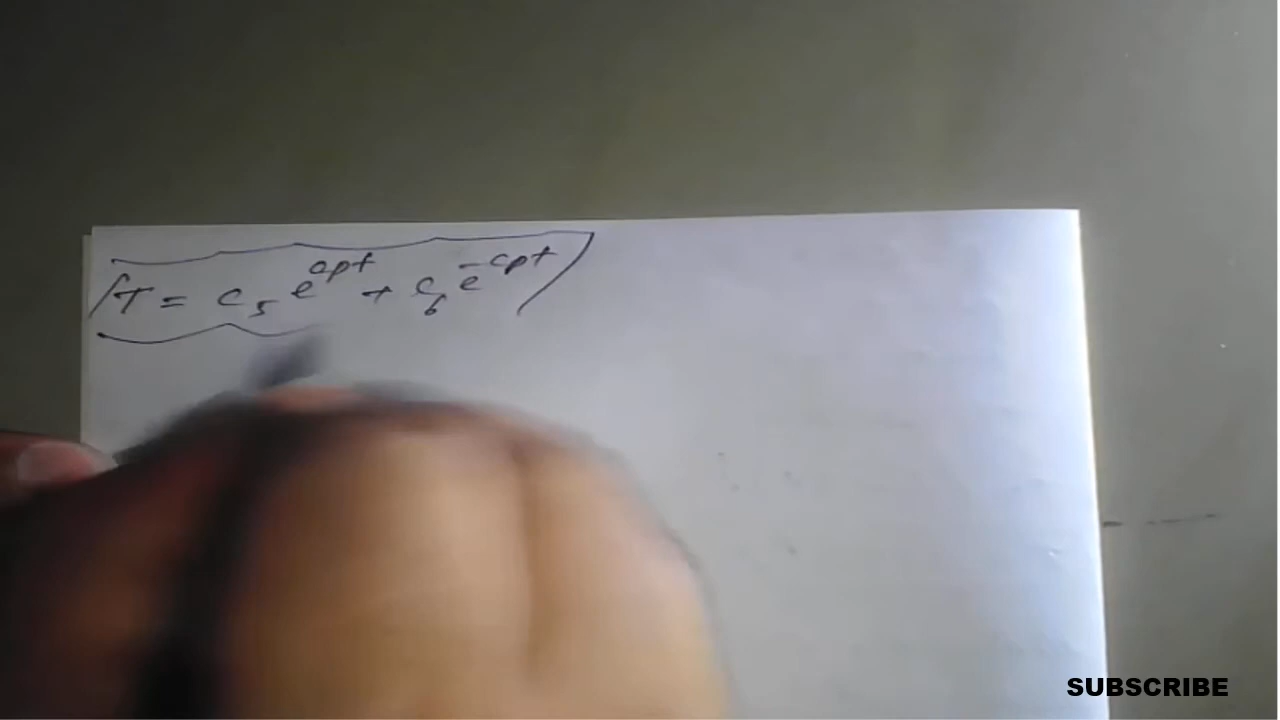 T = c₅ e^{cpt} + c₆ e^{-cpt}
SUBSCRIBE